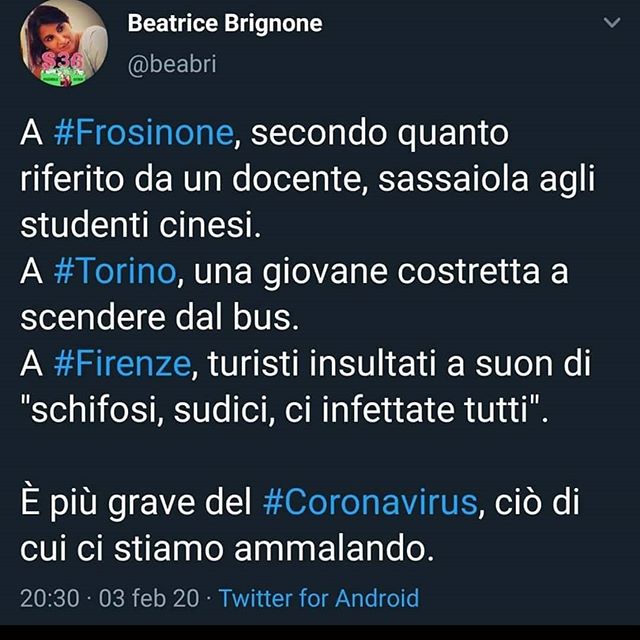 Beatrice Brignone
@beabri
A #Frosinone, secondo quanto
riferito da un docente, sassaiola agli
studenti cinesi.
A #Torino, una giovane costretta a
scendere dal bus.
A #Firenze, turisti insultati a suon di
"schifosi, sudici, ci infettate tutti".
È più grave del #Coronavirus, ciò di
cui ci stiamo ammalando.
20:30 · 03 feb 20 · Twitter for Android